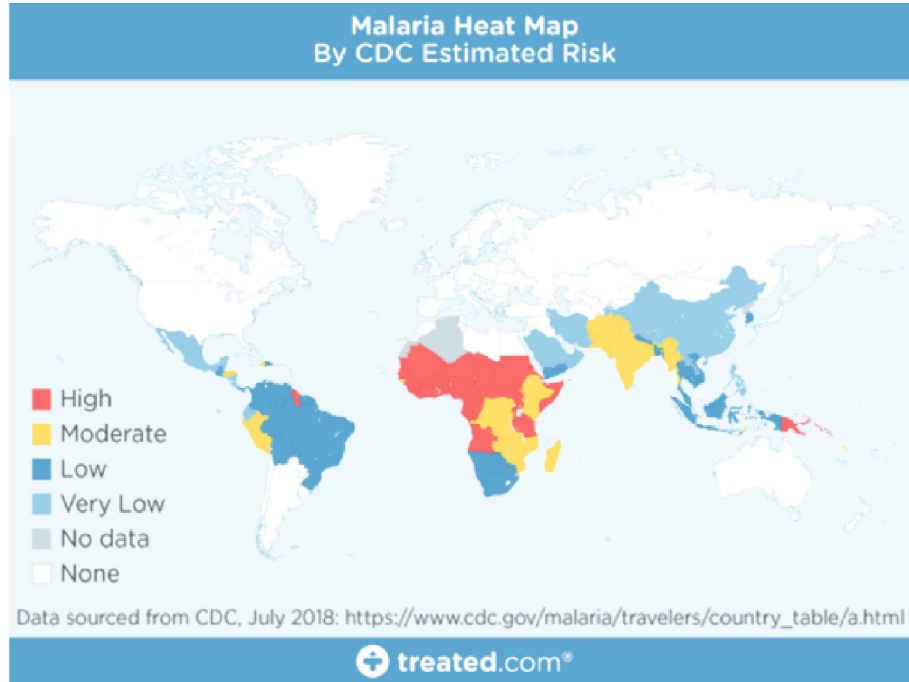 Malaria Heat Map
By CDC Estimated Risk
High
Moderate
Low
Very Low
No data
None
Data sourced from CDC, July 2018: https://www.cdc.gov/malaria/travelers/country_table/a.html
treated.com®